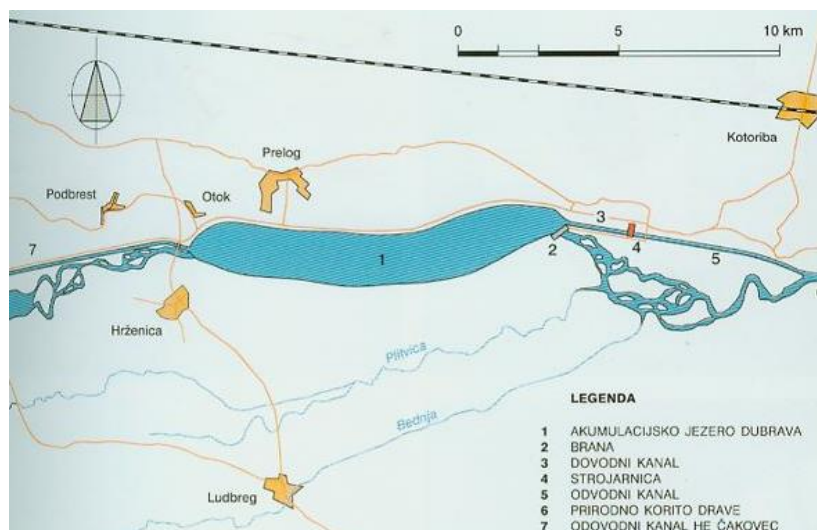 0 5 10 km
Kotoriba
Prelog
Podbrest
Otok
7
3
1
2
4
5
Hrženica
Plitvica
Bednja
Ludbreg
LEGENDA
1 AKUMULACIJSKO JEZERO DUBRAVA
2 BRANA
3 DOVODNI KANAL
4 STROJARNICA
5 ODVODNI KANAL
6 PRIRODNO KORITO DRAVE
7 ODOVODNI KANAL HE ČAKOVEC